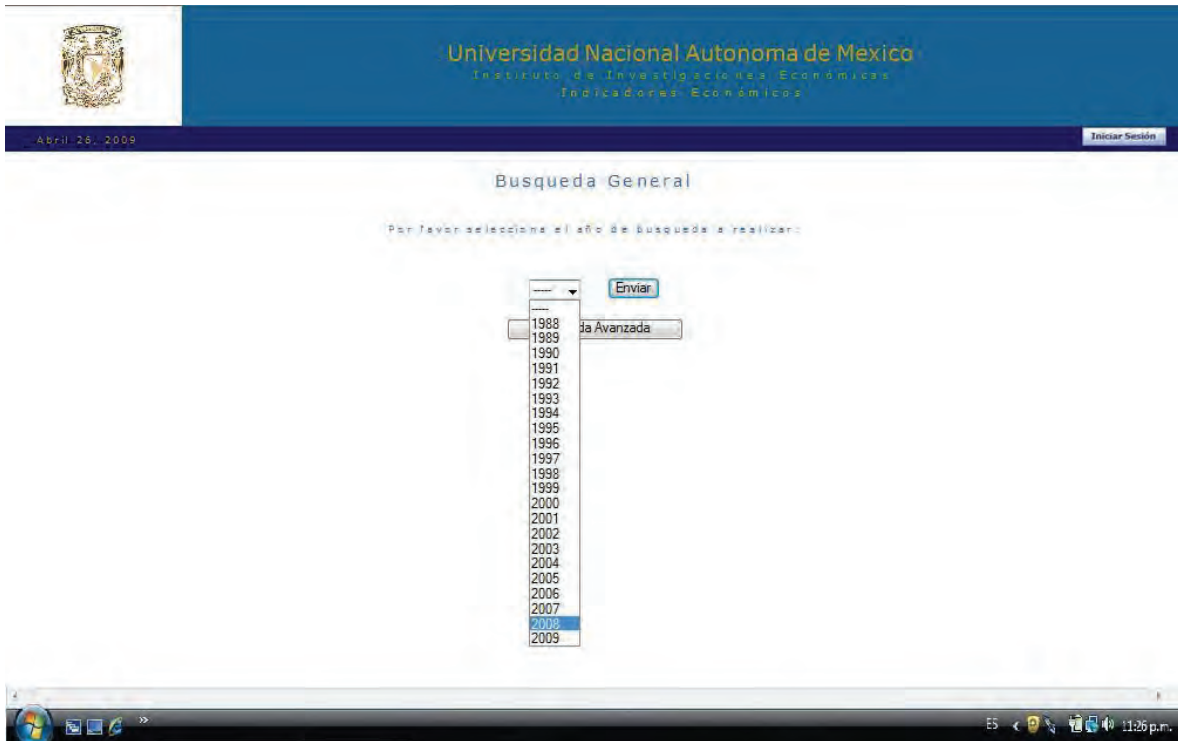 Universidad Nacional Autonoma de Mexico
Instituto de Investigaciones Económicas
Indicadores Económicos
Abril 26, 2009
Iniciar Sesión
Busqueda General
Por favor selecciona el año de busqueda a realizar:
----- Enviar
-----
1988
da Avanzada
1989
1990
1991
1992
1993
1994
1995
1996
1997
1998
1999
2000
2001
2002
2003
2004
2005
2006
2007
2008
2009
ES
11:26 p.m.